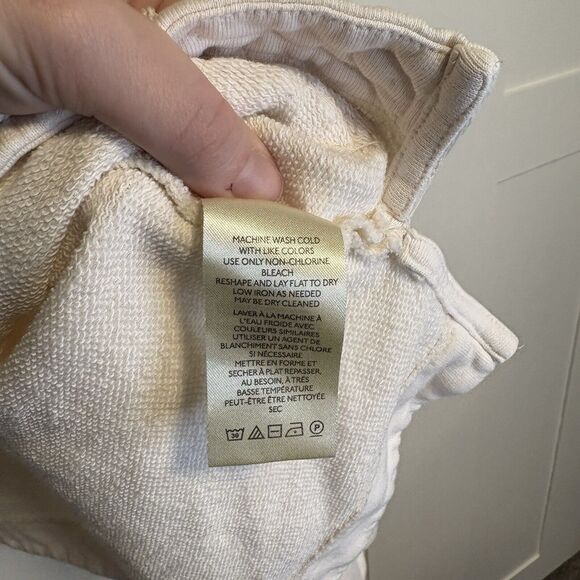 MACHINE WASH COLD
WITH LIKE COLORS
USE ONLY NON-CHLORINE
BLEACH
RESHAPE AND LAY FLAT TO DRY
LOW IRON AS NEEDED
MAY BE DRY CLEANED
LAVER À LA MACHINE À
L'EAU FROIDE AVEC
COULEURS SIMILAIRES
UTILISER UN AGENT DE
BLANCHIMENT SANS CHLORE
SI NÉCESSAIRE
METTRE EN FORME ET
SECHER À PLAT REPASSER,
AU BESOIN, À TRÉS
BASSE TEMPÉRATURE
PEUT-ÊTRE ÊTRE NETTOYÉE
SEC
30 P